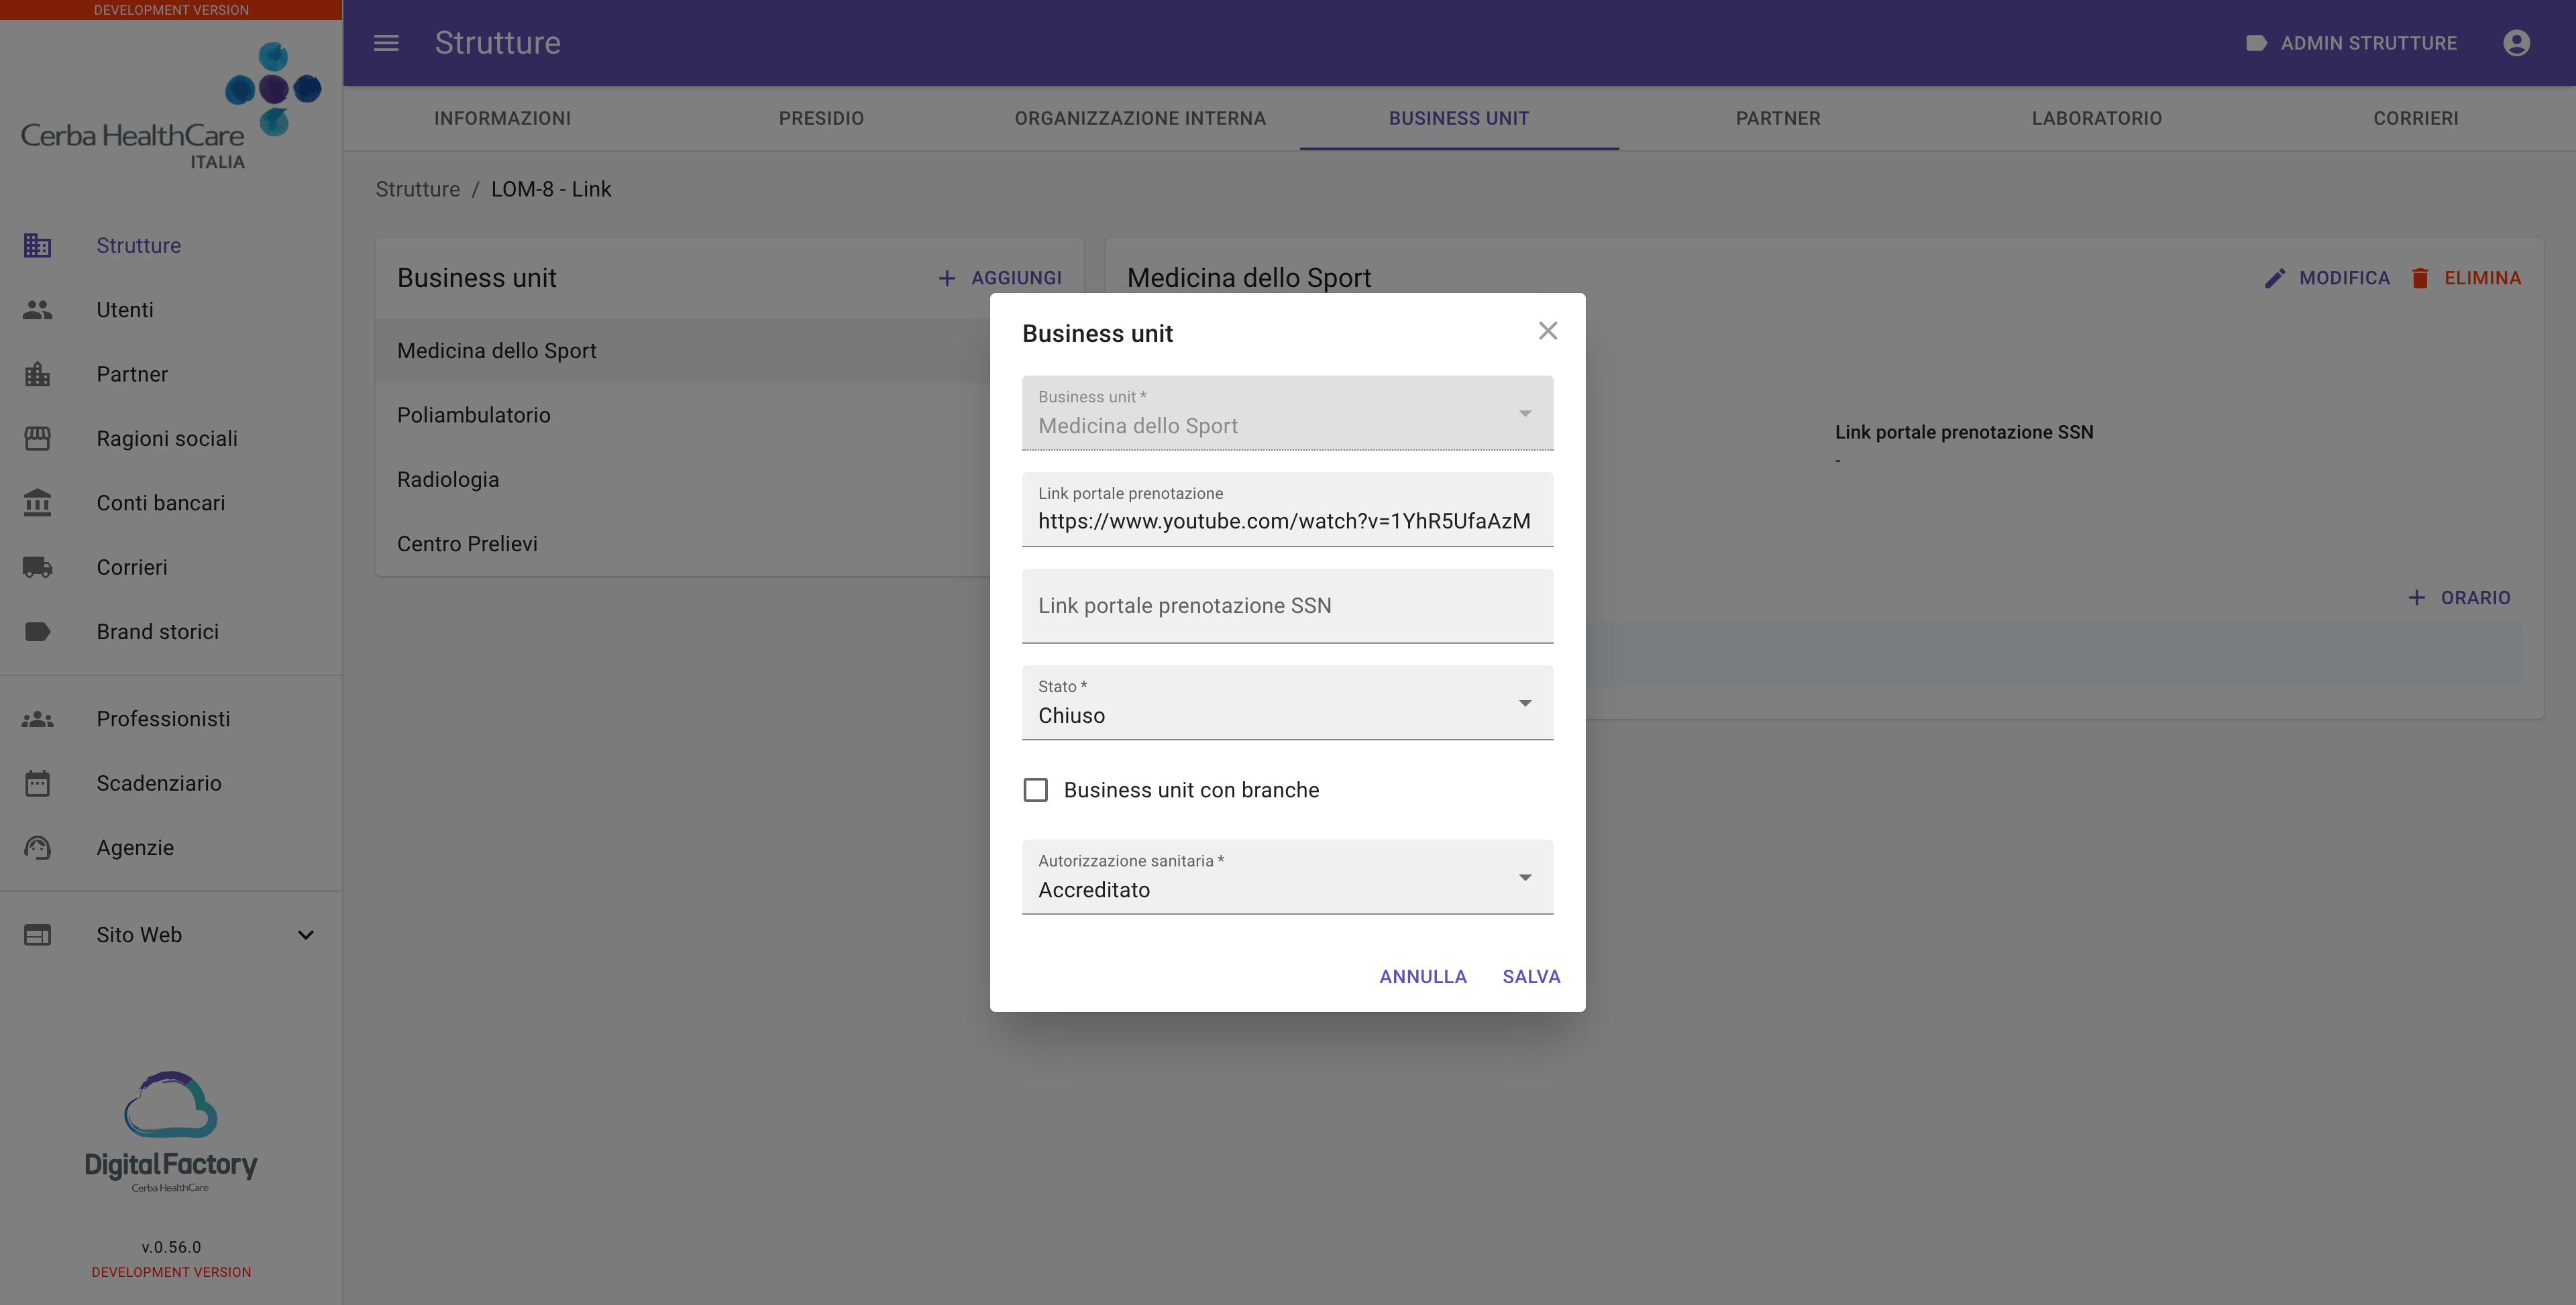 DEVELOPMENT VERSION
Cerba HealthCare
ITALIA
Strutture
Utenti
Partner
Ragioni sociali
Conti bancari
Corrieri
Brand storici
Professionisti
Scadenziario
Agenzie
Sito Web
DigitalFactory
Cerba HealthCare
v.0.56.0
DEVELOPMENT VERSION
Strutture
ADMIN STRUTTURE
INFORMAZIONI
PRESIDIO
ORGANIZZAZIONE INTERNA
BUSINESS UNIT
PARTNER
LABORATORIO
CORRIERI
Strutture / LOM-8 - Link
Business unit
AGGIUNGI
Medicina dello Sport
Poliambulatorio
Radiologia
Centro Prelievi
Medicina dello Sport
MODIFICA
ELIMINA
Link portale prenotazione SSN
-
ORARIO
Business unit
Business unit *
Medicina dello Sport
Link portale prenotazione
https://www.youtube.com/watch?v=1YhR5UfaAzM
Link portale prenotazione SSN
Stato *
Chiuso
Business unit con branche
Autorizzazione sanitaria *
Accreditato
ANNULLA
SALVA